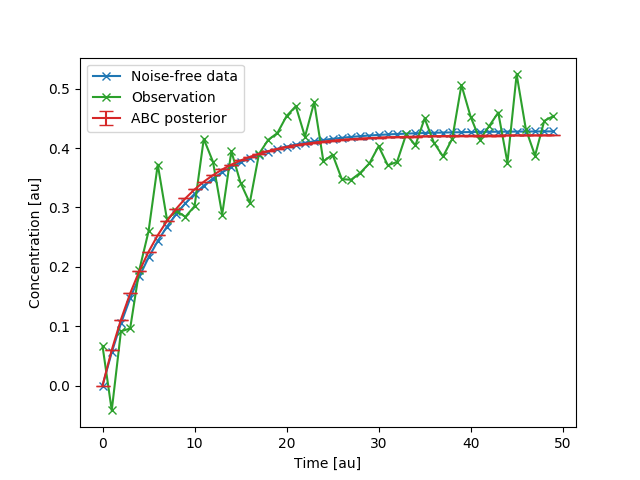 Noise-free data
Observation
ABC posterior
0.5
0.4
0.3
0.2
0.1
0.0
Concentration [au]
0 10 20 30 40 50
Time [au]